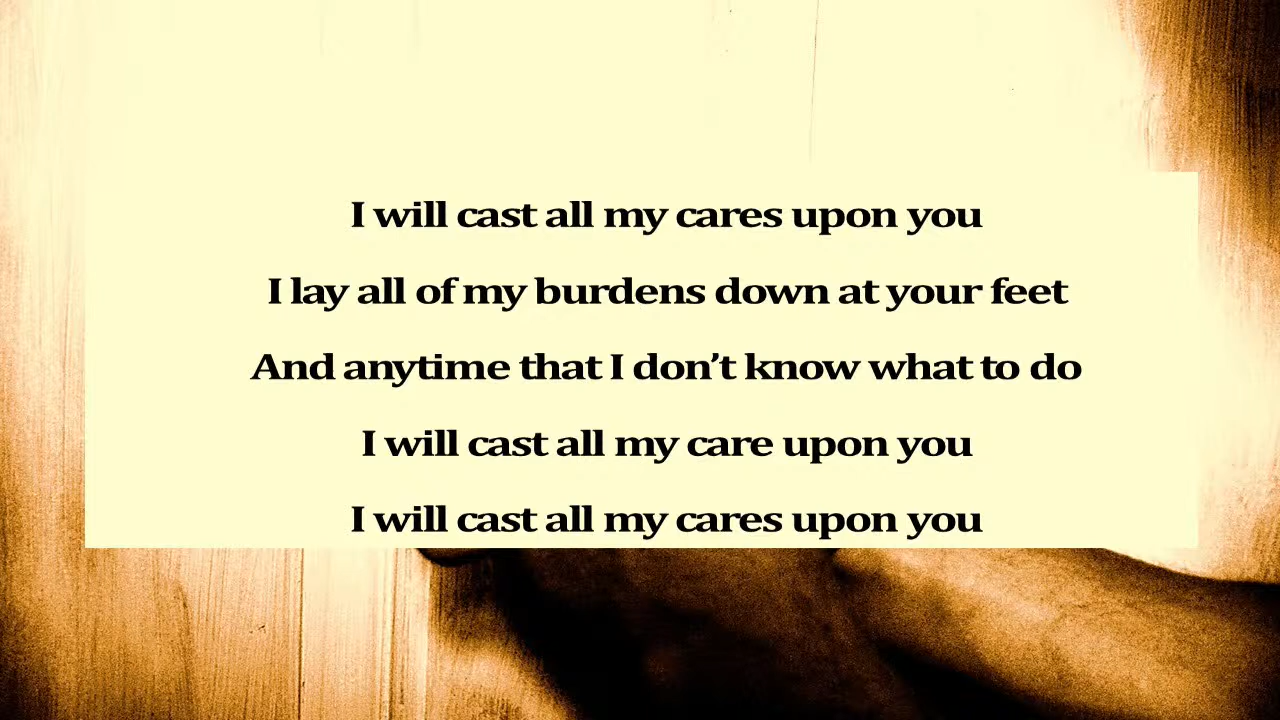 I will cast all my cares upon you
I lay all of my burdens down at your feet
And anytime that I don’t know what to do
I will cast all my care upon you
I will cast all my cares upon you